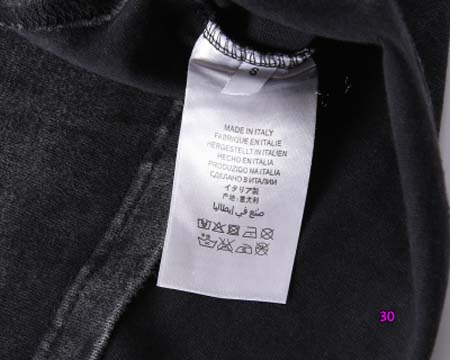 S
MADE IN ITALY
FABRIQUE EN ITALIE
HERGESTELLT IN ITALIEN
HECHO EN ITALIA
PRODUZIDO NA ITALIA
СДЕЛАНО В ИТАЛИИ
イタリア製
产地:意大利
صنع في إيطاليا
30